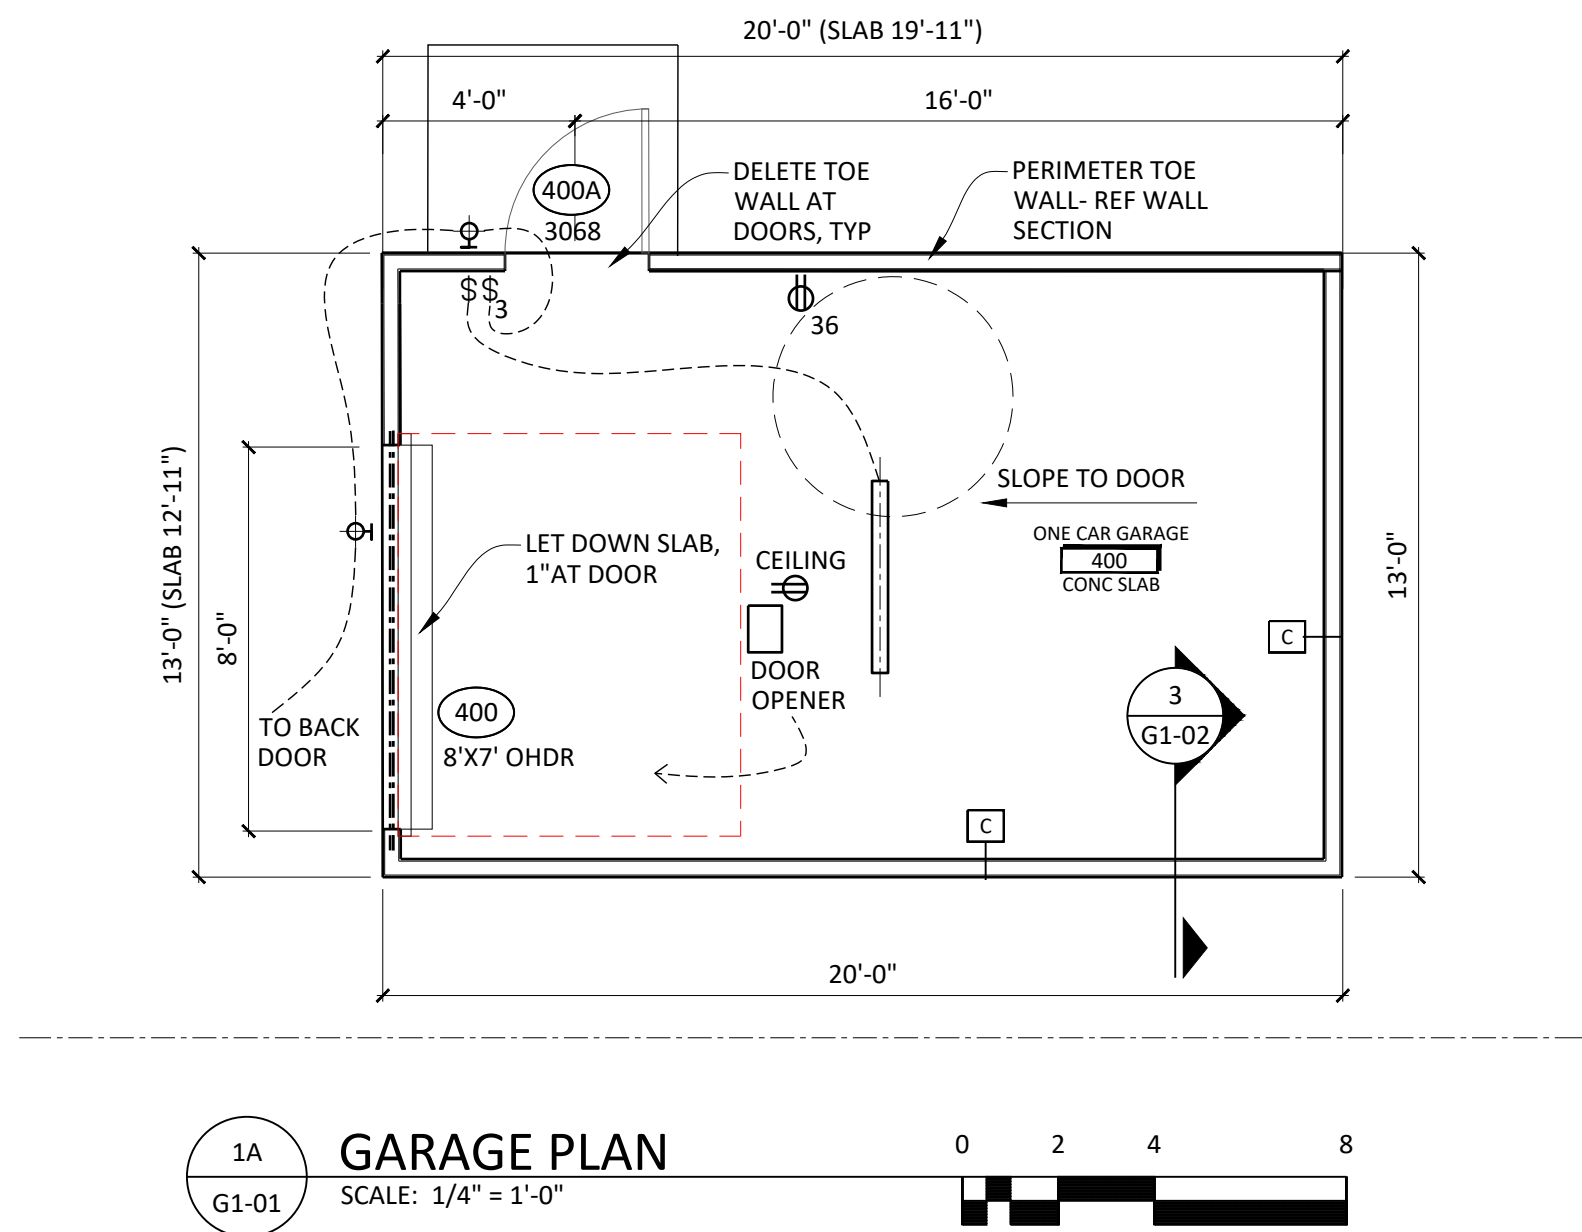 20'-0" (SLAB 19'-11")
4'-0"
16'-0"
400A
3068
DELETE TOE
WALL AT
DOORS, TYP
PERIMETER TOE
WALL- REF WALL
SECTION
$$
3
36
13'-0" (SLAB 12'-11")
8'-0"
SLOPE TO DOOR
ONE CAR GARAGE
400
CONC SLAB
LET DOWN SLAB,
1"AT DOOR
CEILING
13'-0"
C
DOOR
OPENER
TO BACK
DOOR
400
8'X7' OHDR
3
G1-02
C
20'-0"
1A
G1-01
GARAGE PLAN
SCALE: 1/4" = 1'-0"
0 2 4 8